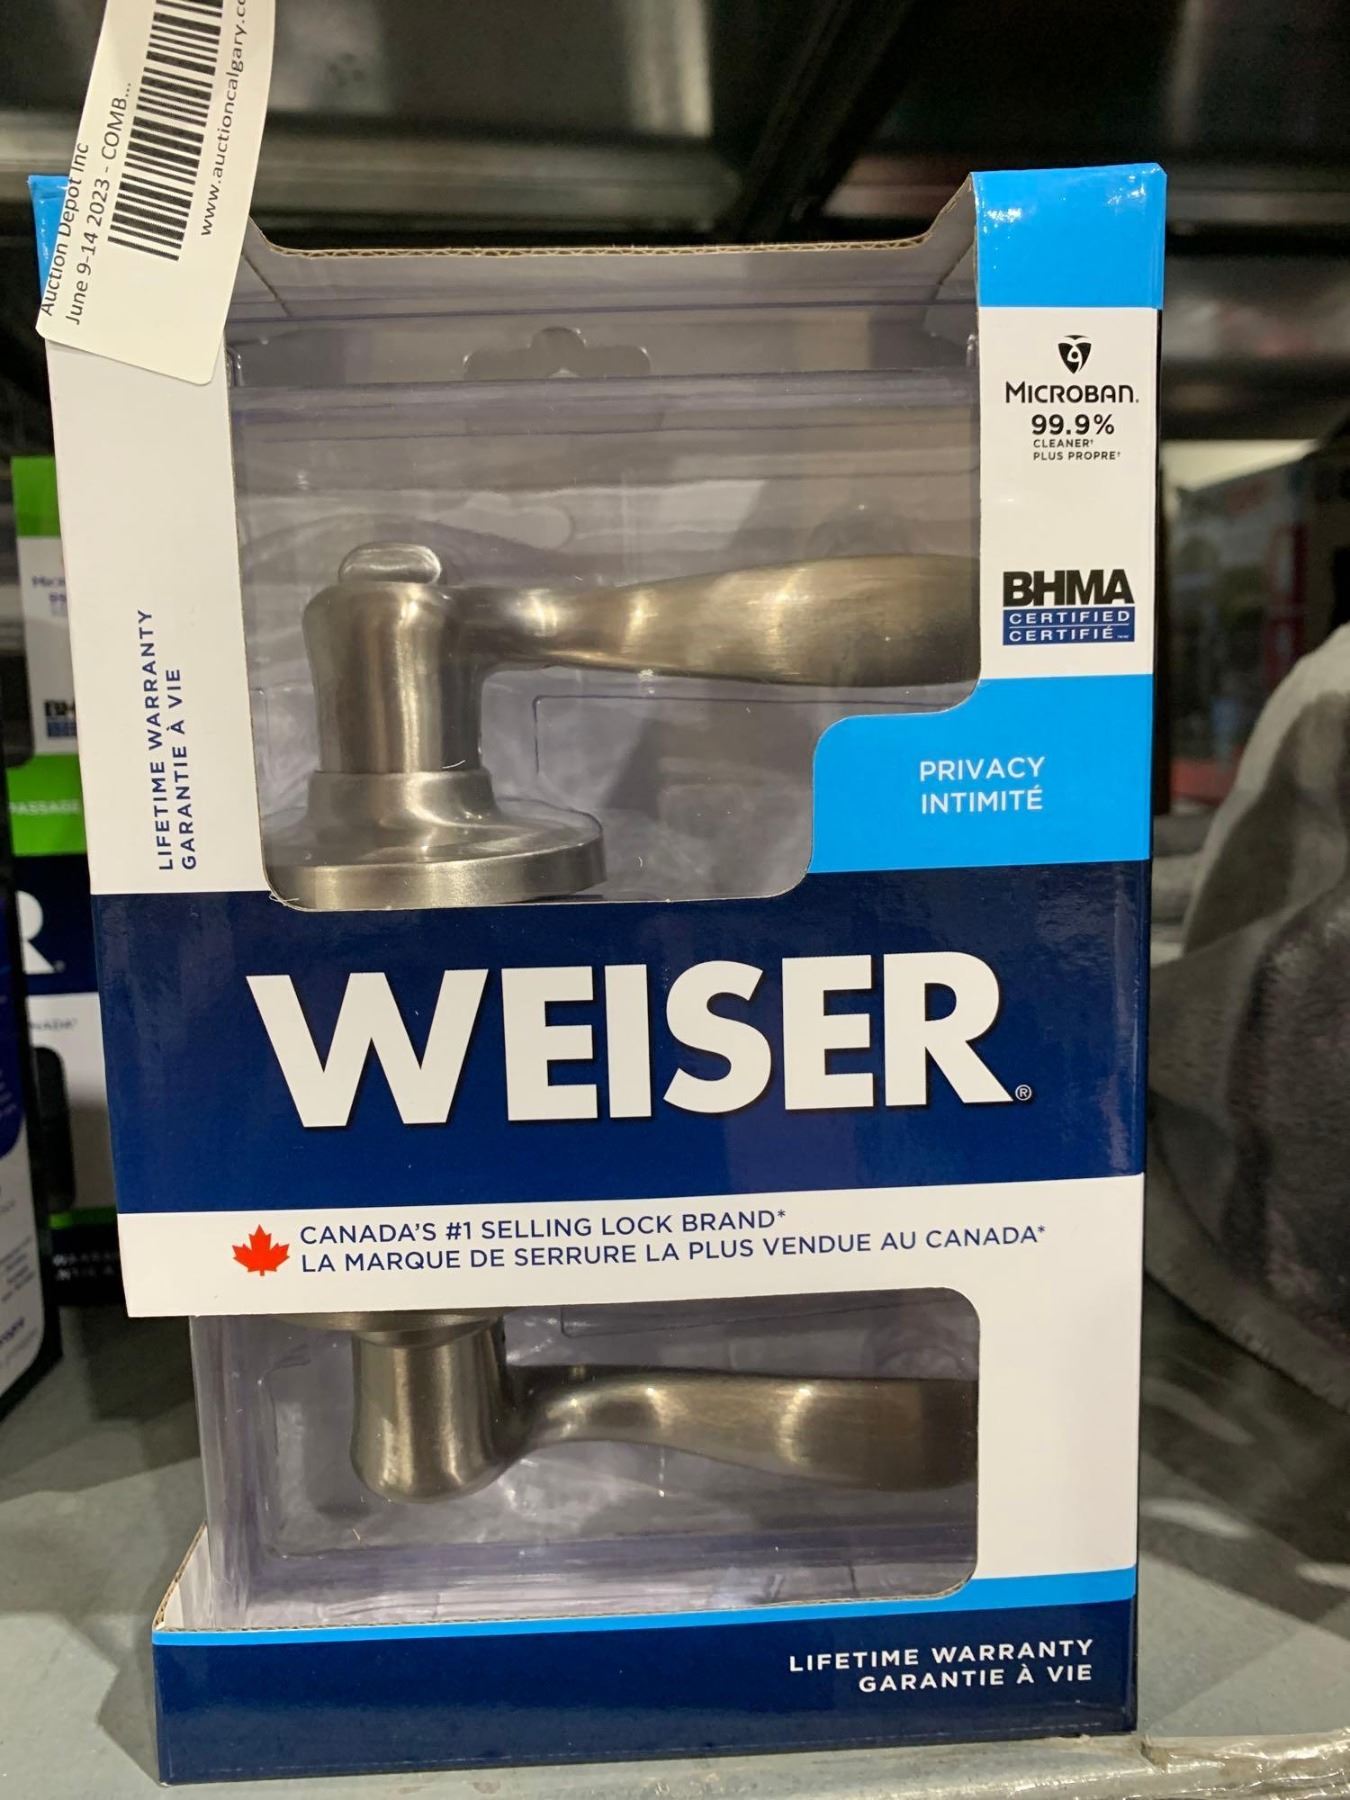 Auction Depot Inc
June 9-14 2023 - COMB...
www.auctioncalgary.co
MICROBAN.
99.9%
CLEANER†
PLUS PROPRE†
BHMA
CERTIFIED
CERTIFIÉ
LIFETIME WARRANTY
GARANTIE À VIE
PRIVACY
INTIMITÉ
WEISER®
CANADA'S #1 SELLING LOCK BRAND*
LA MARQUE DE SERRURE LA PLUS VENDUE AU CANADA*
LIFETIME WARRANTY
GARANTIE À VIE
PASSAGE
R